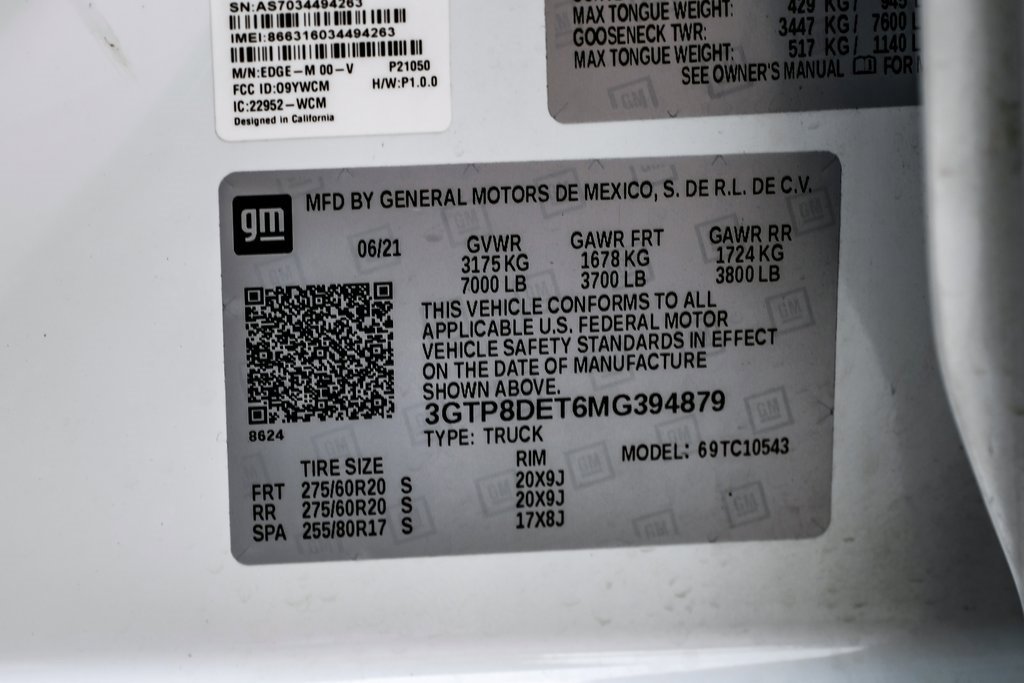 SN:AS7034494263
IMEI:866316034494263
M/N:EDGE-M 00-V P21050
FCC ID:09YWCM H/W:P1.0.0
IC:22952-WCM
Designed in California
MAX TONGUE WEIGHT: 429 KG/ 945
GOOSENECK TWR: 3447 KG/ 7600
MAX TONGUE WEIGHT: 517 KG/ 1140
SEE OWNER'S MANUAL FOR
gm
MFD BY GENERAL MOTORS DE MEXICO, S. DE R.L. DE C.V.
06/21 GVWR GAWR FRT GAWR RR
3175 KG 1678 KG 1724 KG
7000 LB 3700 LB 3800 LB
THIS VEHICLE CONFORMS TO ALL
APPLICABLE U.S. FEDERAL MOTOR
VEHICLE SAFETY STANDARDS IN EFFECT
ON THE DATE OF MANUFACTURE
SHOWN ABOVE.
3GTP8DET6MG394879
8624
TYPE: TRUCK
MODEL: 69TC10543
TIRE SIZE RIM
FRT 275/60R20 S 20X9J
RR 275/60R20 S 20X9J
SPA 255/80R17 S 17X8J